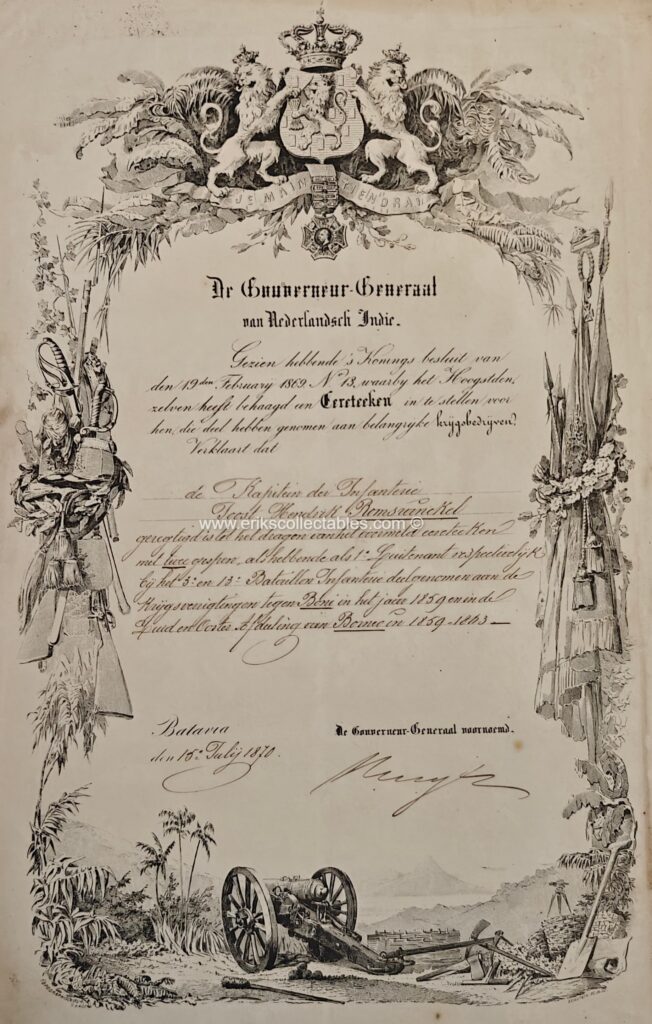 JE MAINTIENDRAI
De Gouverneur-Generaal
van Nederlandsch Indie.
Gezien hebbende 's Konings besluit van
den 19den February 1869 No 13, waarby het Hoogstden,
zelven heeft behaagd een Eereteeken in te stellen voor
hen, die deel hebben genomen aan belangryke krygsbedryven,
Verklaart dat
de Kapitein der Infanterie
Joost Hendrik Romswinckel
geregtigd is tot het dragen van het voormeld eereteeken
met twee gespen, als hebbende als 1e Luitenant respectievelijk
bij het 5e en 13e Bataillon Infanterie deelgenomen aan de
Krijgsverrigtingen tegen Boni in het jaar 1859 en in de
Zuid en Ooster Afdeeling van Borneo in 1859-1863
www.erikscollectables.com ©
Batavia
den 15e Julij 1870.
De Gouverneur-Generaal voornoemd.